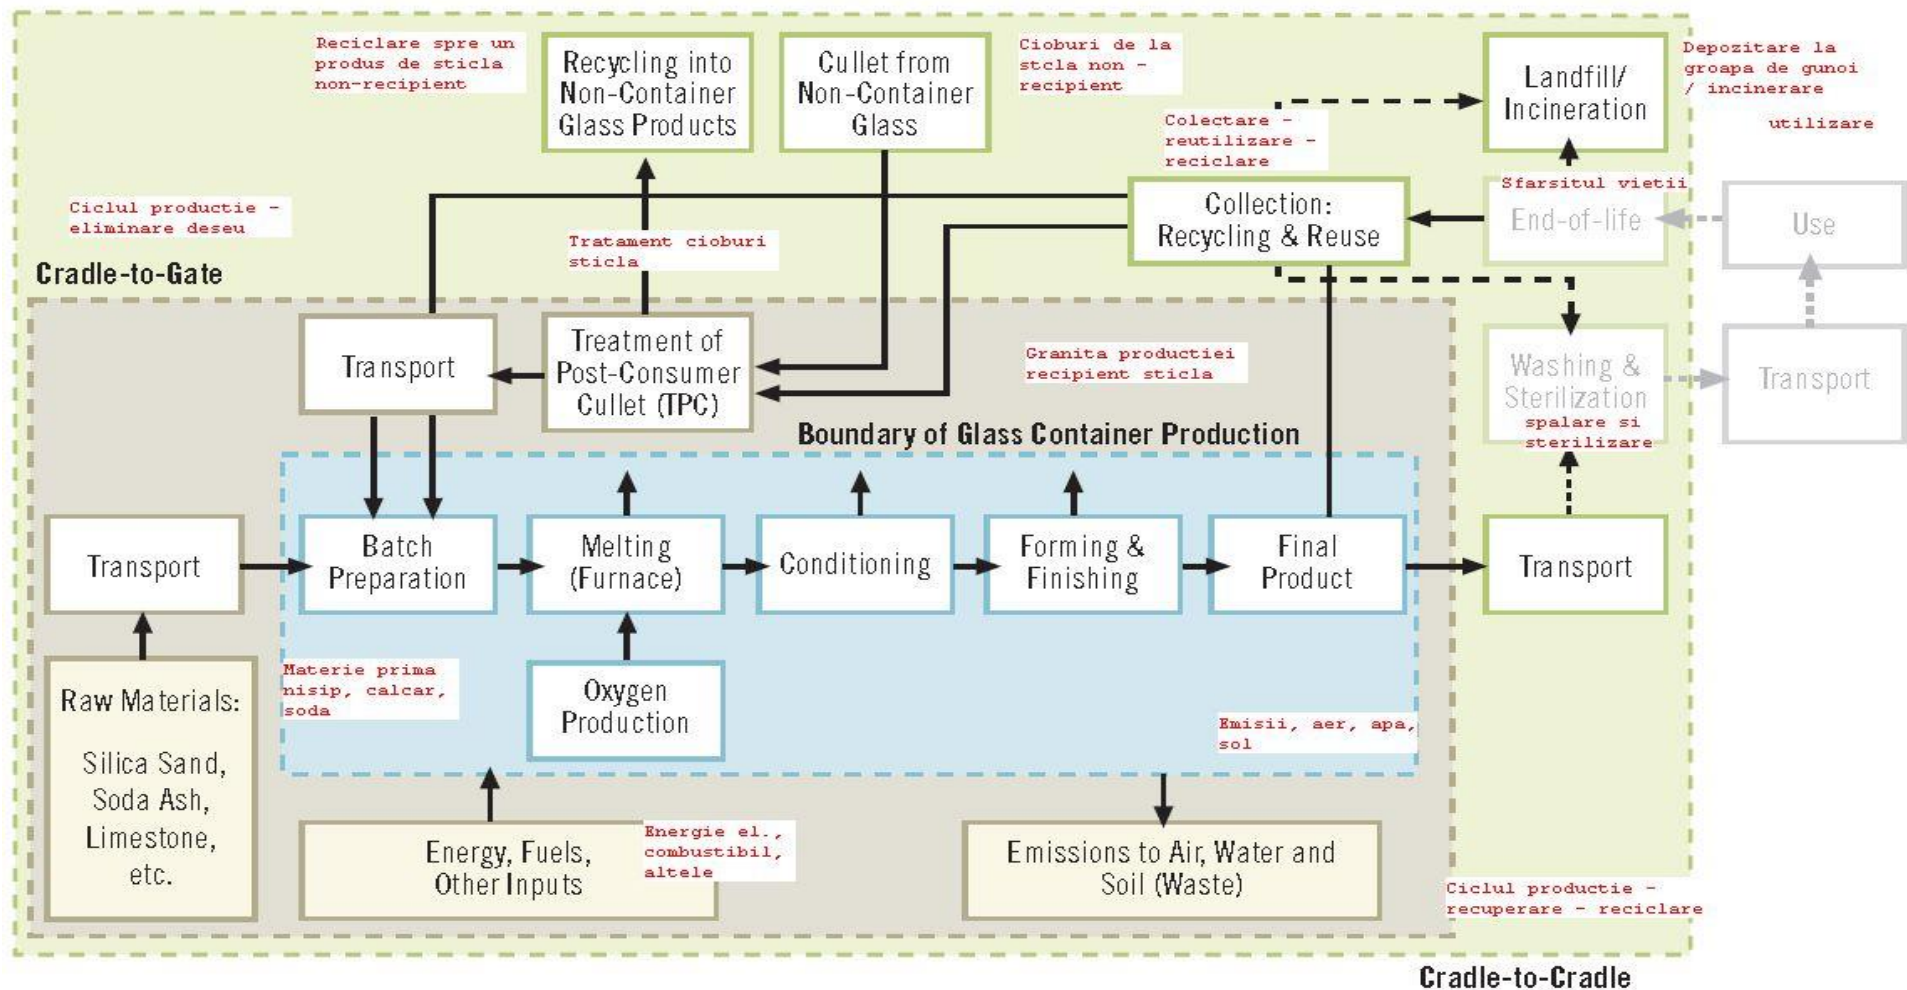 Reciclare spre un
produs de sticla
non-recipient
Recycling into
Non-Container
Glass Products
Cullet from
Non-Container
Glass
Cioburi de la
stcla non -
recipient
Landfill/
Incineration
Depozitare la
groapa de gunoi
/ incinerare
utilizare
Colectare -
reutilizare -
reciclare
Ciclul productie -
eliminare deseu
Tratament cioburi
sticla
Collection:
Recycling & Reuse
Sfarsitul vietii
End-of-life
Use
Cradle-to-Gate
Transport
Treatment of
Post-Consumer
Cullet (TPC)
Granita productiei
recipient sticla
Washing &
Sterilization
spalare si
sterilizare
Transport
Boundary of Glass Container Production
Transport
Batch
Preparation
Melting
(Furnace)
Conditioning
Forming &
Finishing
Final
Product
Transport
Raw Materials:
Silica Sand,
Soda Ash,
Limestone,
etc.
Materie prima
nisip, calcar,
soda
Oxygen
Production
Emisii, aer, apa,
sol
Energy, Fuels,
Other Inputs
Energie el.,
combustibil,
altele
Emissions to Air, Water and
Soil (Waste)
Ciclul productie -
recuperare - reciclare
Cradle-to-Cradle